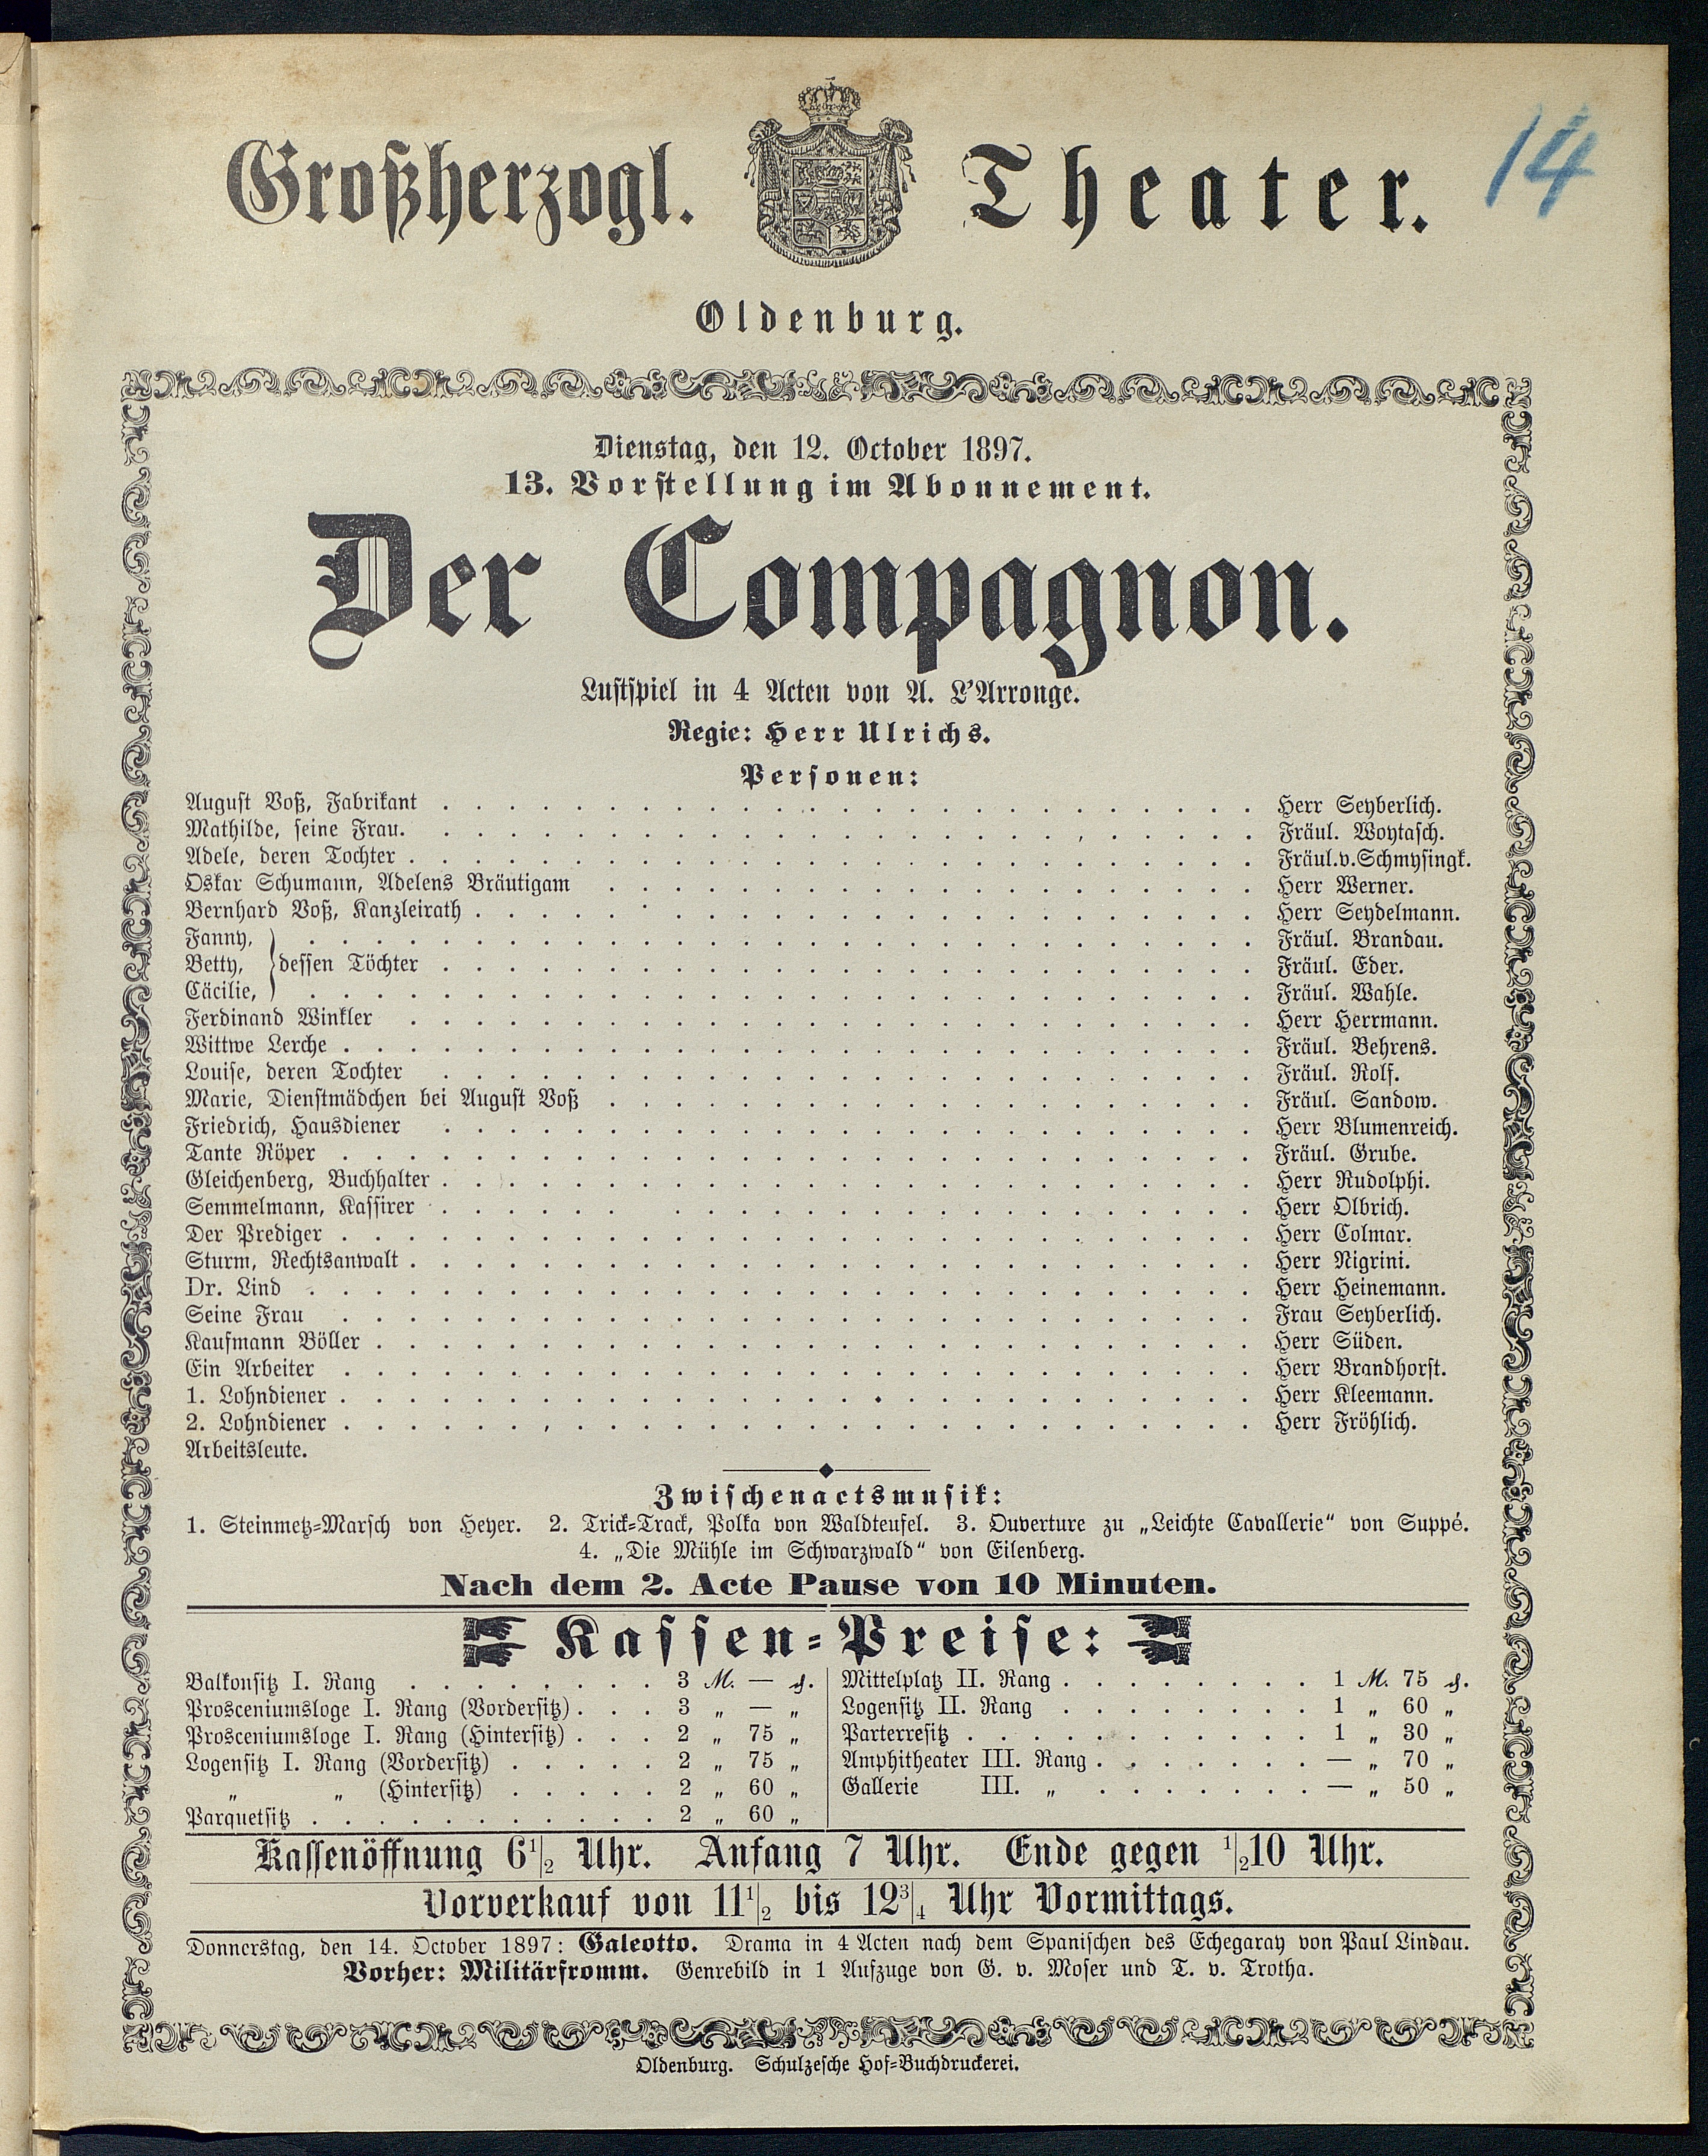 Großherzogl. Theater.
14
Oldenburg.
Dienstag, den 12. October 1897.
13. Vorstellung im Abonnement.
Der Compagnon.
Lustspiel in 4 Acten von A. L'Arronge.
Regie: Herr Ulrichs.
Personen:
August Voß, Fabrikant . . . . . Herr Seyberlich.
Mathilde, seine Frau. . . . . . Fräul. Woytasch.
Adele, deren Tochter . . . . . Fräul.v.Schmysingk.
Oskar Schumann, Adelens Bräutigam . . . . . Herr Werner.
Bernhard Voß, Kanzleirath . . . . . Herr Seydelmann.
Fanny, . . . . . Fräul. Brandau.
Betty, } dessen Töchter . . . . . Fräul. Eder.
Cäcilie, . . . . . Fräul. Wahle.
Ferdinand Winkler . . . . . Herr Herrmann.
Wittwe Lerche . . . . . Fräul. Behrens.
Louise, deren Tochter . . . . . Fräul. Rolf.
Marie, Dienstmädchen bei August Voß . . . . . Fräul. Sandow.
Friedrich, Hausdiener . . . . . Herr Blumenreich.
Tante Röper . . . . . Fräul. Grube.
Gleichenberg, Buchhalter . . . . . Herr Rudolphi.
Semmelmann, Kassirer . . . . . Herr Olbrich.
Der Prediger . . . . . Herr Colmar.
Sturm, Rechtsanwalt . . . . . Herr Nigrini.
Dr. Lind . . . . . Herr Heinemann.
Seine Frau . . . . . Frau Seyberlich.
Kaufmann Böller . . . . . Herr Süden.
Ein Arbeiter . . . . . Herr Brandhorst.
1. Lohndiener . . . . . Herr Kleemann.
2. Lohndiener . . . . . Herr Fröhlich.
Arbeitsleute.
Zwischenactsmusik:
1. Steinmetz-Marsch von Heyer. 2. Trick-Track, Polka von Waldteufel. 3. Ouverture zu „Leichte Cavallerie“ von Suppé.
4. „Die Mühle im Schwarzwald“ von Eilenberg.
Nach dem 2. Acte Pause von 10 Minuten.
Kassen-Preise:
Balkonsitz I. Rang . . . . . 3 M. — ₰.
Prosceniumsloge I. Rang (Vordersitz) . . . 3 „ — „
Prosceniumsloge I. Rang (Hintersitz) . . . 2 „ 75 „
Logensitz I. Rang (Vordersitz) . . . . . 2 „ 75 „
„ „ (Hintersitz) . . . . . 2 „ 60 „
Parquetsitz . . . . . 2 „ 60 „
Mittelplatz II. Rang . . . . . 1 M. 75 ₰.
Logensitz II. Rang . . . . . 1 „ 60 „
Parterresitz . . . . . 1 „ 30 „
Amphitheater III. Rang . . . . . — „ 70 „
Gallerie III. „ . . . . . — „ 50 „
Kassenöffnung 6 1/2 Uhr. Anfang 7 Uhr. Ende gegen 1/2 10 Uhr.
Vorverkauf von 11 1/2 bis 12 3/4 Uhr Vormittags.
Donnerstag, den 14. October 1897: Galeotto. Drama in 4 Acten nach dem Spanischen des Echegaray von Paul Lindau.
Vorher: Militärfromm. Genrebild in 1 Aufzuge von G. v. Moser und T. v. Trotha.
Oldenburg. Schulzesche Hof-Buchdruckerei.